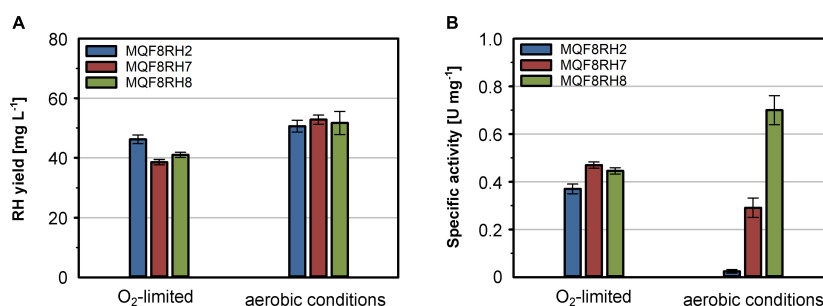 A
RH yield [mg L-1]
80
60
40
20
0
MQF8RH2
MQF8RH7
MQF8RH8
O2-limited
aerobic conditions
B
Specific activity [U mg-1]
1.0
0.8
0.6
0.4
0.2
0
MQF8RH2
MQF8RH7
MQF8RH8
O2-limited
aerobic conditions